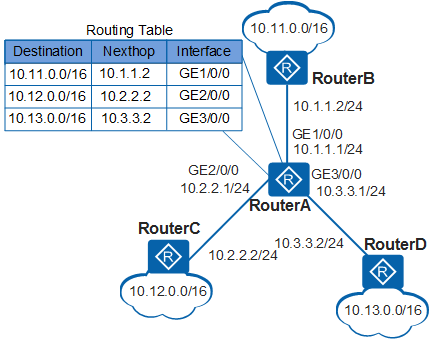 Routing Table
10.11.0.0/16
Destination Nexthop Interface
10.11.0.0/16 10.1.1.2 GE1/0/0
10.12.0.0/16 10.2.2.2 GE2/0/0
10.13.0.0/16 10.3.3.2 GE3/0/0
R
RouterB
10.1.1.2/24
GE1/0/0
10.1.1.1/24
GE2/0/0
10.2.2.1/24
R
GE3/0/0
10.3.3.1/24
RouterA
RouterC
R
10.2.2.2/24
10.3.3.2/24
RouterD
R
10.12.0.0/16
10.13.0.0/16